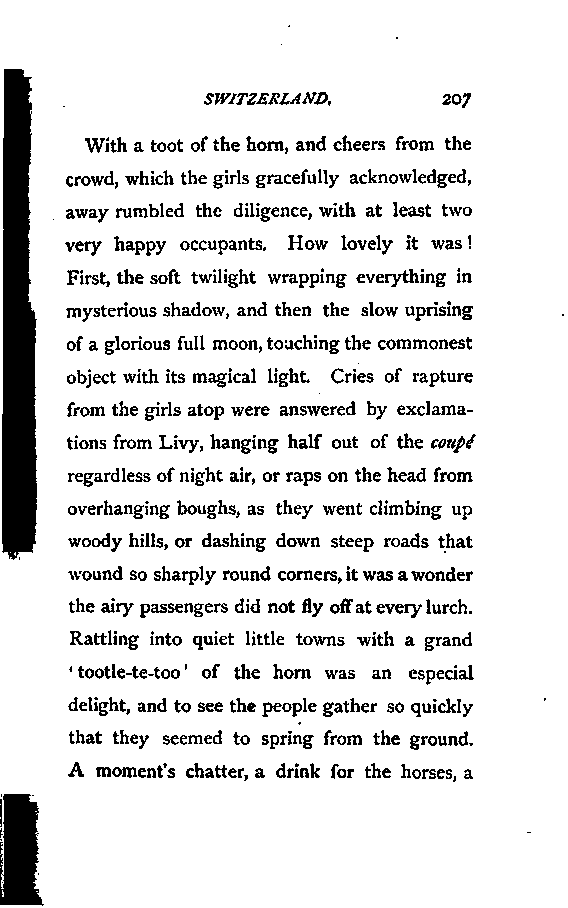 SWITZERLAND. 207
With a toot of the horn, and cheers from the
crowd, which the girls gracefully acknowledged,
away rumbled the diligence, with at least two
very happy occupants. How lovely it was!
First, the soft twilight wrapping everything in
mysterious shadow, and then the slow uprising
of a glorious full moon, touching the commonest
object with its magical light. Cries of rapture
from the girls atop were answered by exclama-
tions from Livy, hanging half out of the coupé
regardless of night air, or raps on the head from
overhanging boughs, as they went climbing up
woody hills, or dashing down steep roads that
wound so sharply round corners, it was a wonder
the airy passengers did not fly off at every lurch.
Rattling into quiet little towns with a grand
'tootle-te-too' of the horn was an especial
delight, and to see the people gather so quickly
that they seemed to spring from the ground.
A moment's chatter, a drink for the horses, a